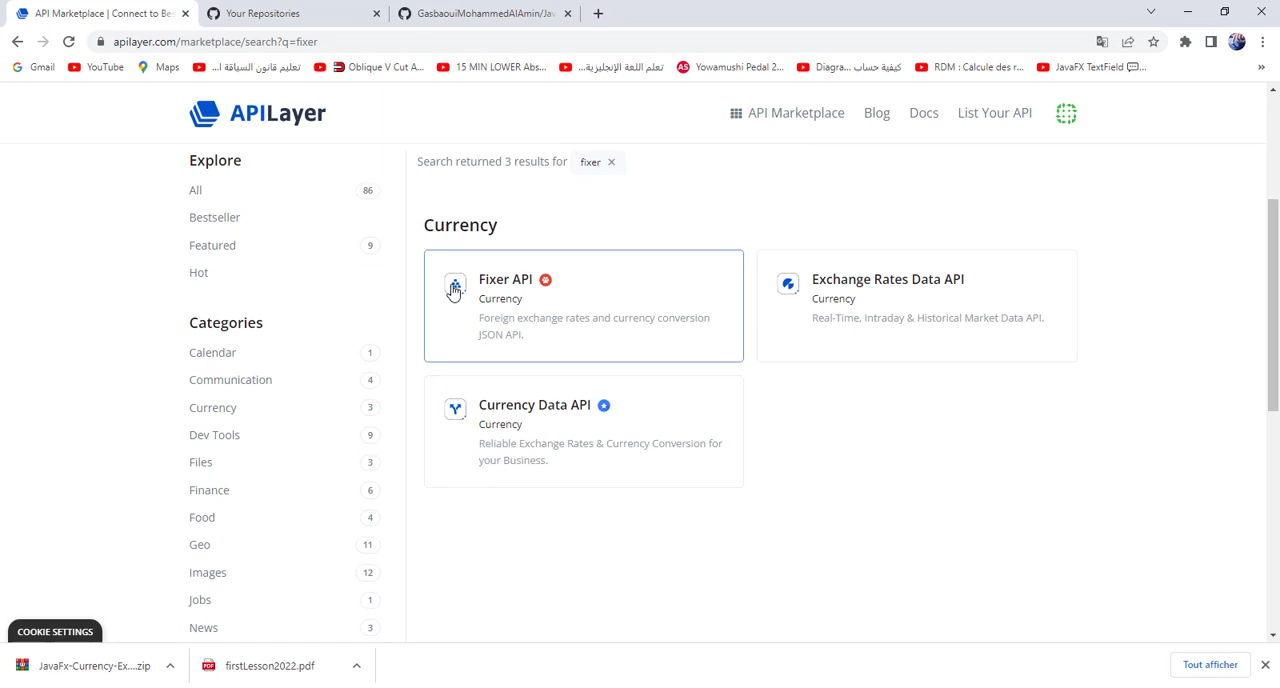 API Marketplace | Connect to Bes
Your Repositories
GasbaouiMohammedAlAmin/Jav
apilayer.com/marketplace/search?q=fixer
Gmail
YouTube
Maps
تعليم قانون السياقة ا...
Oblique V Cut A...
15 MIN LOWER Abs...
تعلم اللغة الإنجليزية...
Yowamushi Pedal 2...
كيفية حساب ...Diagra
RDM : Calcule des r...
JavaFX TextField 💬...
»
APILayer
API Marketplace
Blog
Docs
List Your API
Explore
All
86
Bestseller
Featured
9
Hot
Categories
Calendar
1
Communication
4
Currency
3
Dev Tools
9
Files
3
Finance
6
Food
4
Geo
11
Images
12
Jobs
1
News
3
Search returned 3 results for
fixer
Currency
Fixer API
Currency
Foreign exchange rates and currency conversion
JSON API.
Exchange Rates Data API
Currency
Real-Time, Intraday & Historical Market Data API.
Currency Data API
Currency
Reliable Exchange Rates & Currency Conversion for
your Business.
COOKIE SETTINGS
JavaFx-Currency-Ex....zip
firstLesson2022.pdf
Tout afficher